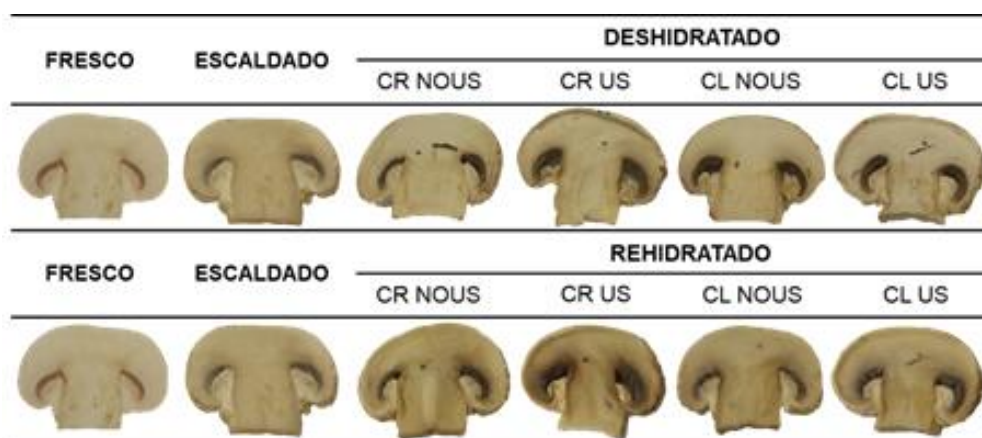 FRESCO ESCALDADO DESHIDRATADO
CR NOUS CR US CL NOUS CL US
FRESCO ESCALDADO REHIDRATADO
CR NOUS CR US CL NOUS CL US